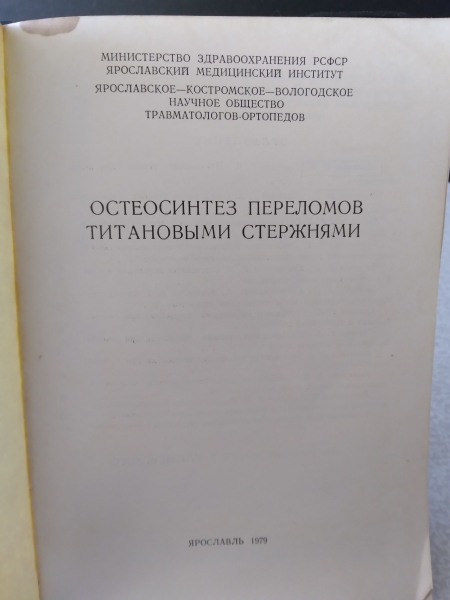 МИНИСТЕРСТВО ЗДРАВООХРАНЕНИЯ РСФСР
ЯРОСЛАВСКИЙ МЕДИЦИНСКИЙ ИНСТИТУТ
ЯРОСЛАВСКОЕ—КОСТРОМСКОЕ—ВОЛОГОДСКОЕ
НАУЧНОЕ ОБЩЕСТВО
ТРАВМАТОЛОГОВ-ОРТОПЕДОВ
ОСТЕОСИНТЕЗ ПЕРЕЛОМОВ
ТИТАНОВЫМИ СТЕРЖНЯМИ
ЯРОСЛАВЛЬ 1979